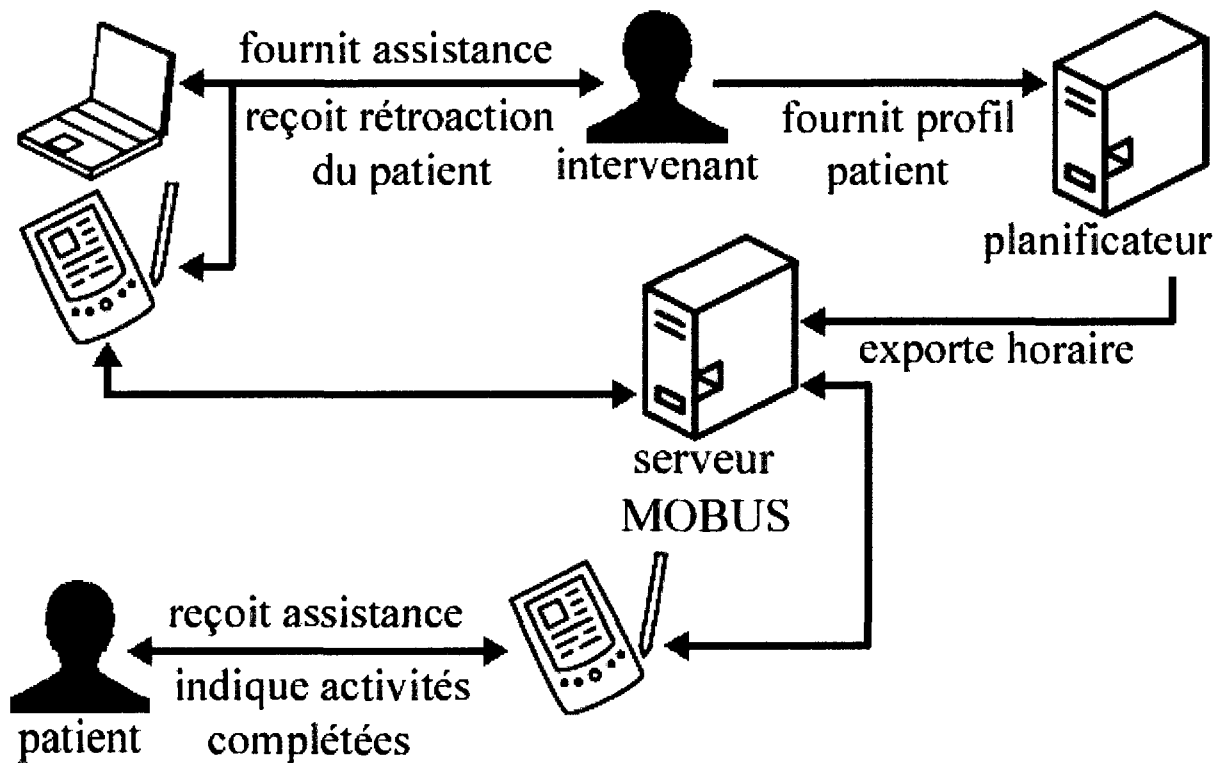 fournit assistance
reçoit rétroaction
du patient
intervenant
fournit profil
patient
planificateur
exporte horaire
serveur
MOBUS
reçoit assistance
indique activités
complétées
patient